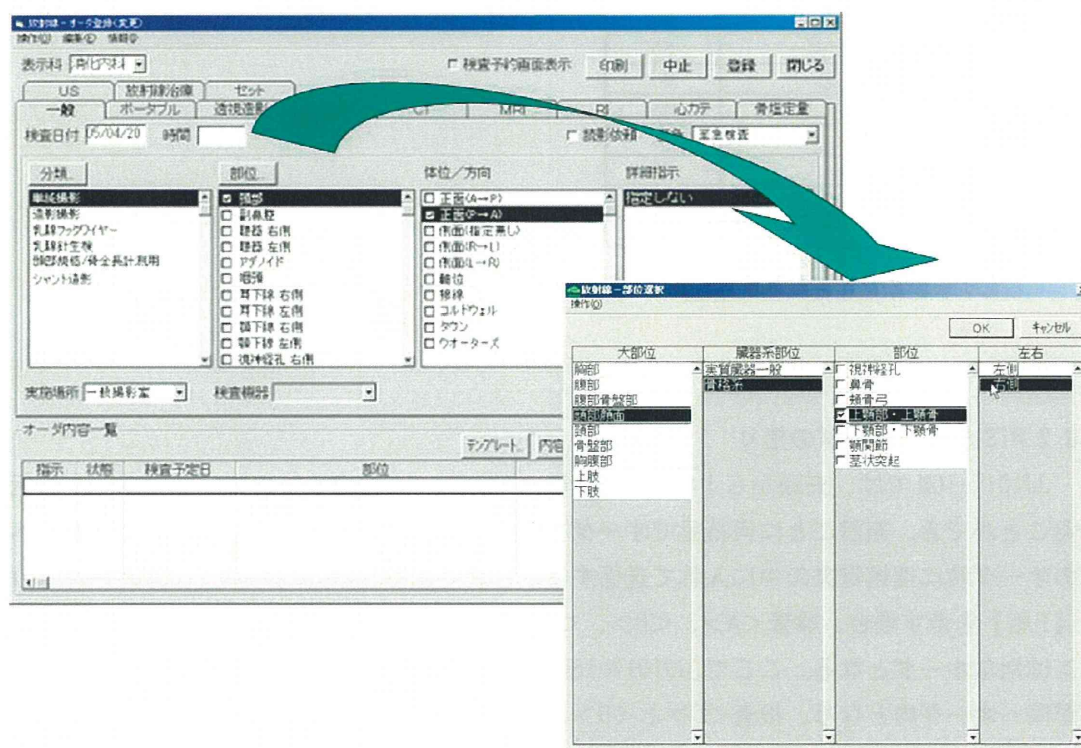 放射線 - オーダ登録(変更)
操作(O) 編集(E) 情報(I)
表示科 消化内科
検査予約画面表示 印刷 中止 登録 閉じる
US 放射線治療 セット
一般 ポータブル 透視造影 CT MRI RI 心カテ 骨塩定量
検査日付 05/04/20 時間 読影依頼 至急検査
分類... 部位... 体位/方向 詳細指示
単純撮影
造影撮影
乳腺フックワイヤー
乳腺針生検
頭部規格/骨全長計測用
シャント造影
頭部
副鼻腔
聴器 右側
聴器 左側
アデノイド
咽頭
耳下腺 右側
耳下腺 左側
顎下腺 右側
顎下腺 左側
視神経孔 右側
正面(A→P)
正面(P→A)
側面(指定無し)
側面(R→L)
側面(L→R)
軸位
接線
コルドウェル
タウン
ウオーターズ
指定しない
実施場所 一般撮影室 検査機器
オーダ内容一覧
テンプレート... 内容
指示 状態 検査予定日 部位
放射線-部位選択
操作(O)
OK キャンセル
大部位 臓器系部位 部位 左右
胸部
腹部
腹部骨盤部
頭部顔面
頚部
骨盤部
胸腹部
上肢
下肢
実質臓器一般
骨格系
視神経孔
鼻骨
頬骨弓
上顎部・上顎骨
下顎部・下顎骨
顎関節
茎状突起
左側
右側